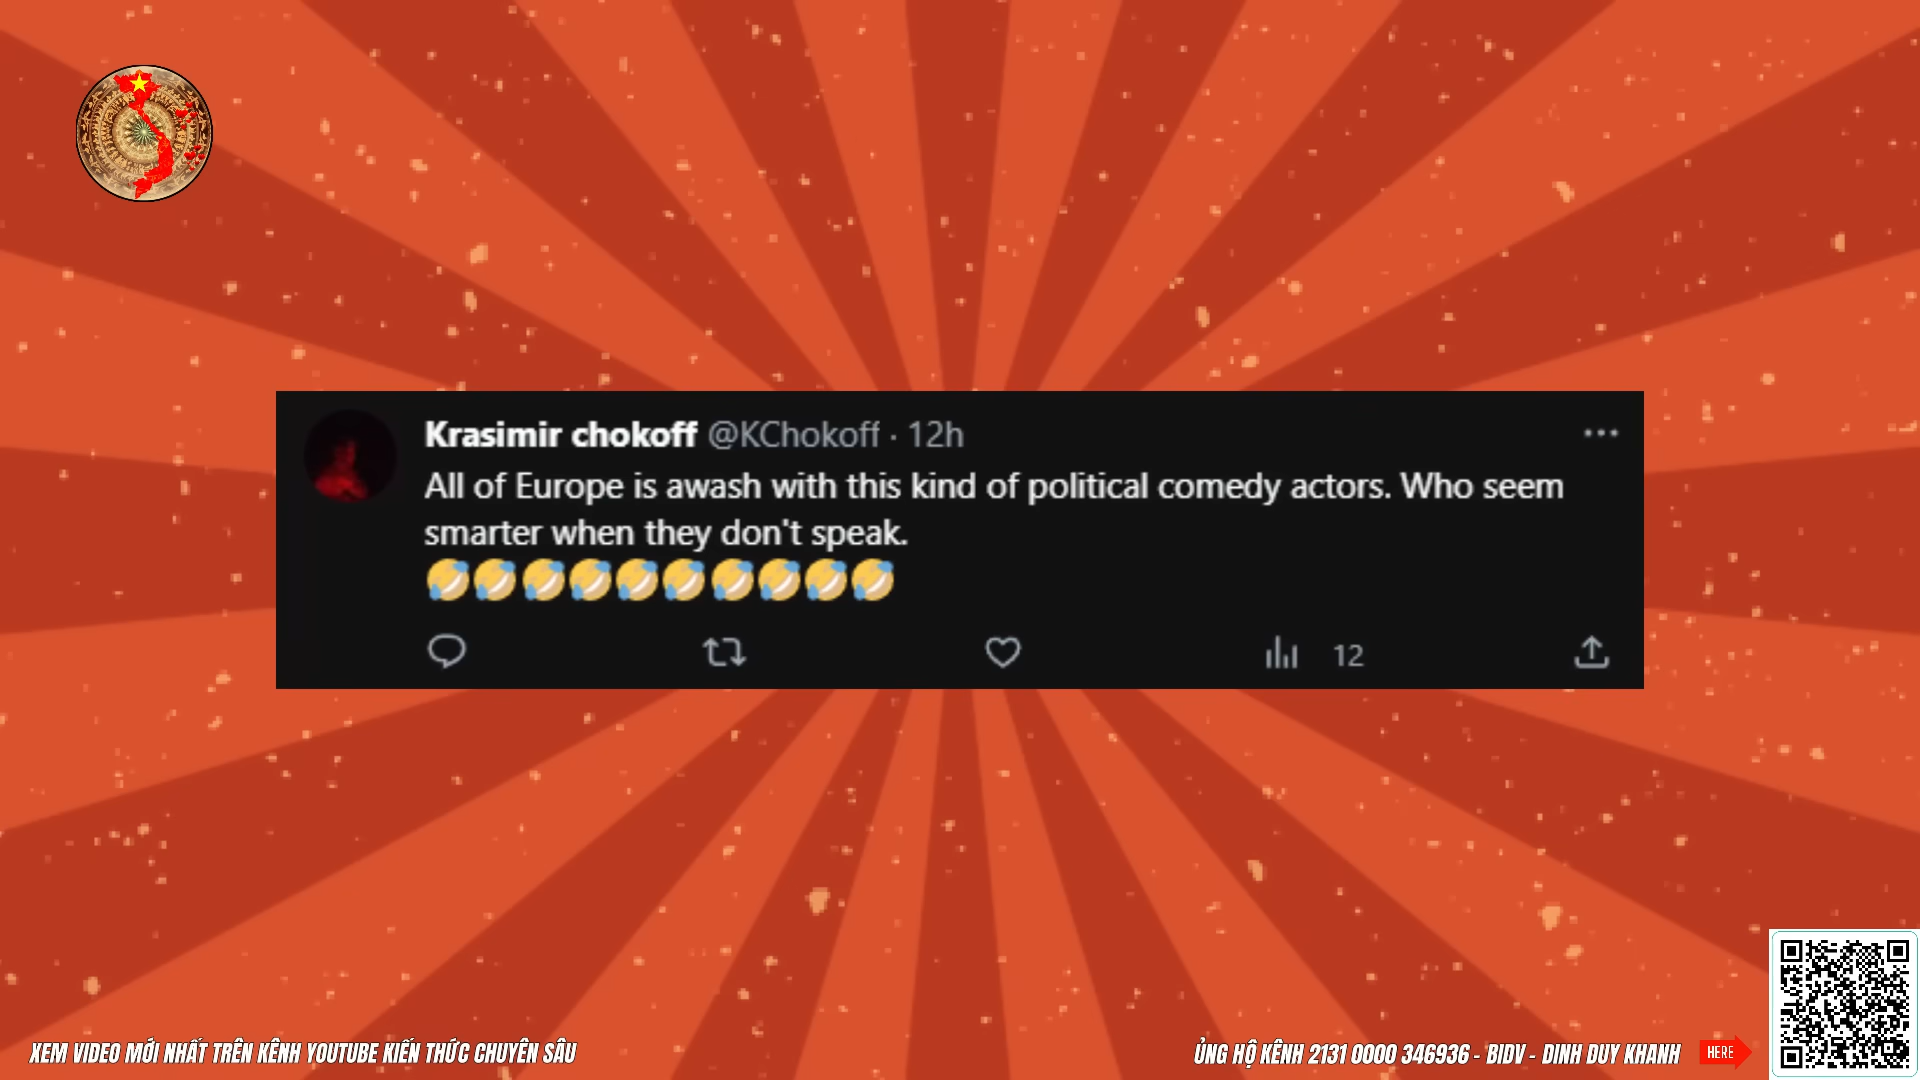 Krasimir chokoff @KChokoff · 12h
All of Europe is awash with this kind of political comedy actors. Who seem
smarter when they don't speak.
🤣🤣🤣🤣🤣🤣🤣🤣🤣🤣
12
XEM VIDEO MỚI NHẤT TRÊN KÊNH YOUTUBE KIẾN THỨC CHUYÊN SÂU
ỦNG HỘ KÊNH 2131 0000 346936 - BIDV - DINH DUY KHANH
HERE